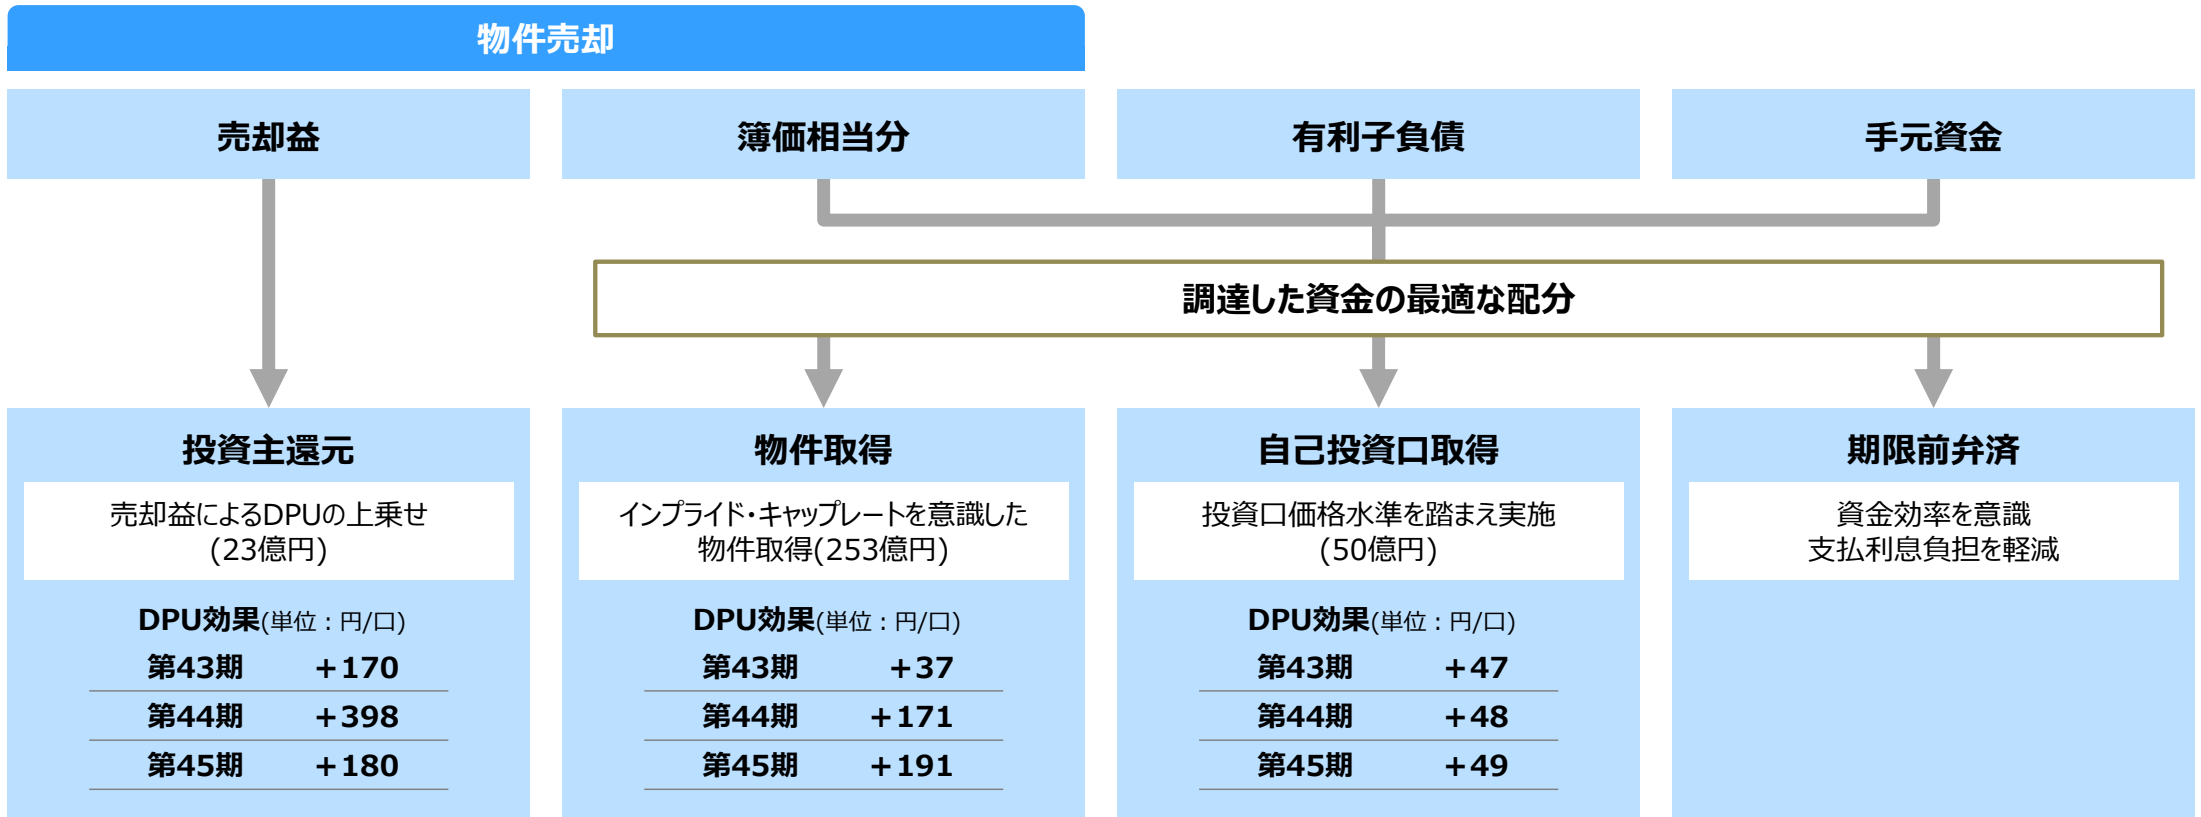 物件売却
売却益
簿価相当分
有利子負債
手元資金
調達した資金の最適な配分
投資主還元
売却益によるDPUの上乗せ
(23億円)
DPU効果(単位：円/口)
第43期 +170
第44期 +398
第45期 +180
物件取得
インプライド・キャップレートを意識した
物件取得(253億円)
DPU効果(単位：円/口)
第43期 +37
第44期 +171
第45期 +191
自己投資口取得
投資口価格水準を踏まえ実施
(50億円)
DPU効果(単位：円/口)
第43期 +47
第44期 +48
第45期 +49
期限前弁済
資金効率を意識
支払利息負担を軽減